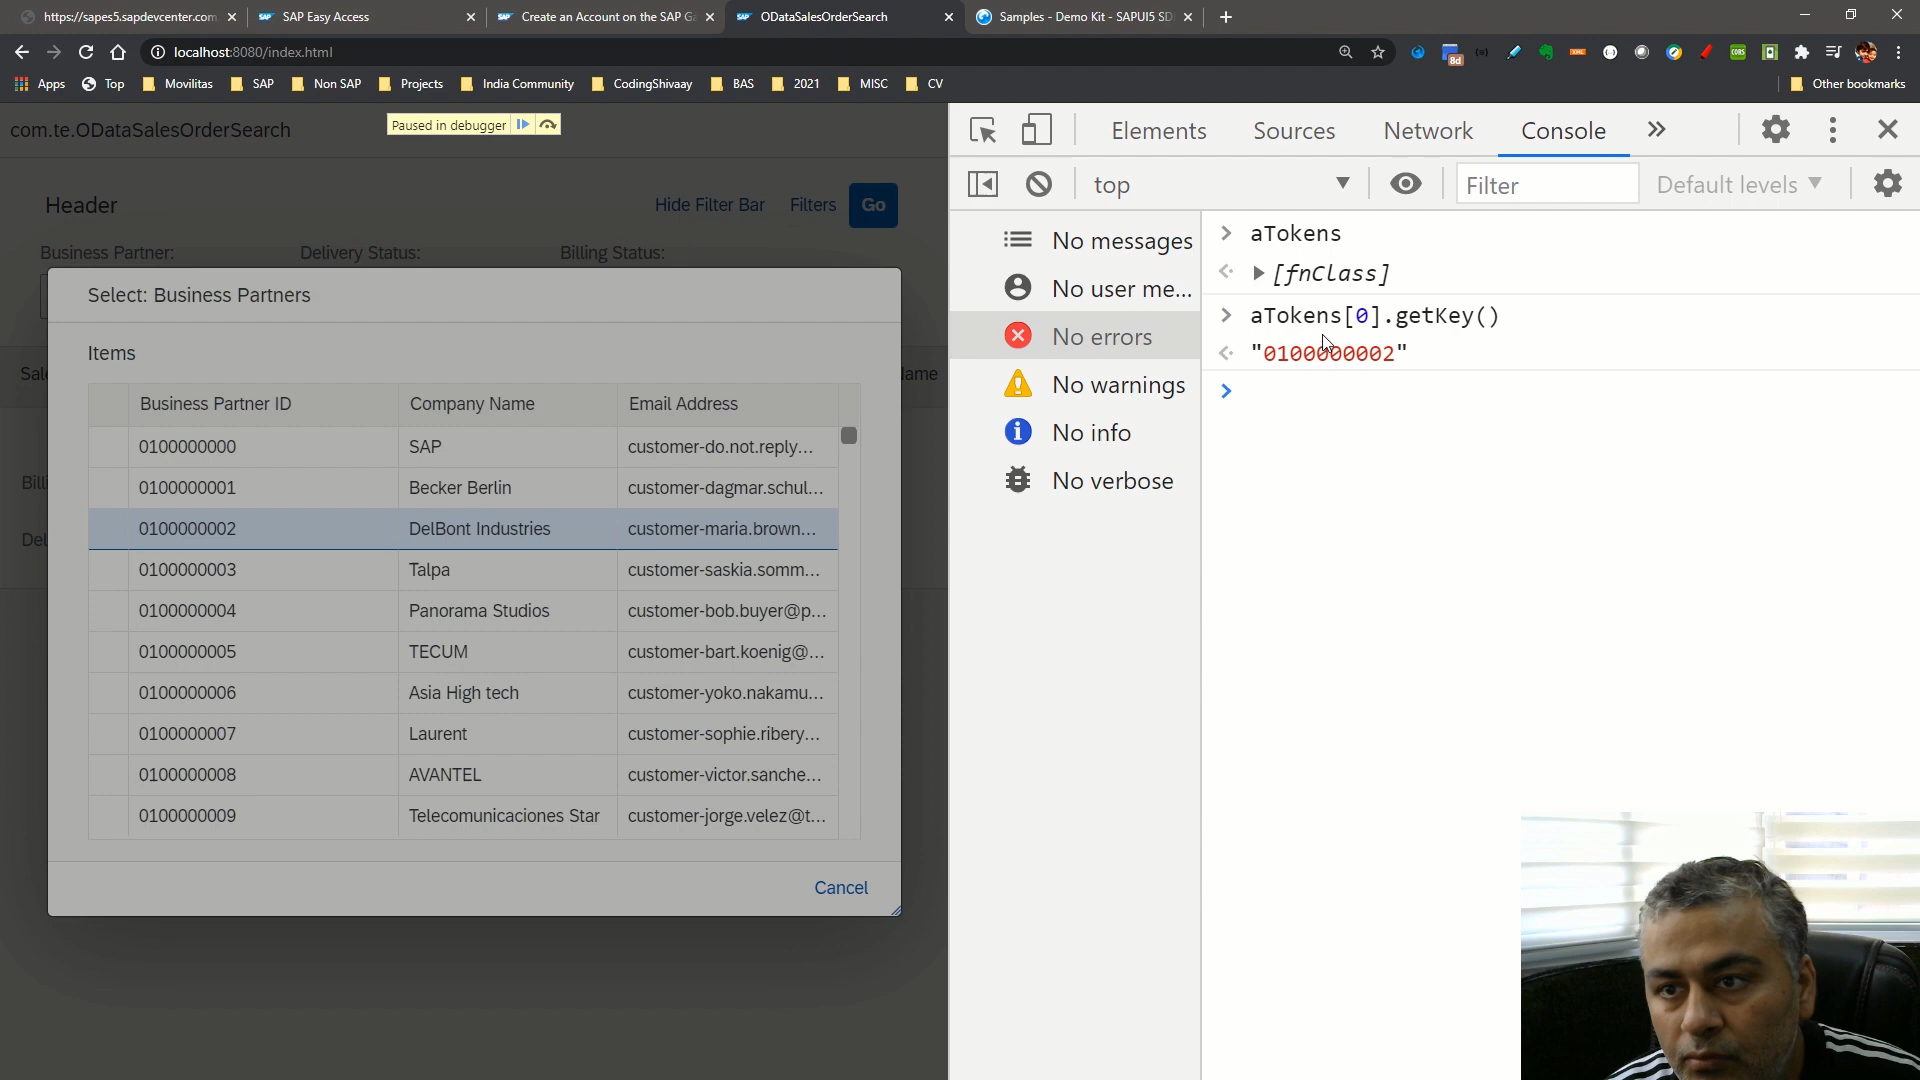 https://sapes5.sapdevcenter.com
SAP Easy Access
Create an Account on the SAP Ga
ODataSalesOrderSearch
Samples - Demo Kit - SAPUI5 SD
localhost:8080/index.html
8d
Apps
Top
Movilitas
SAP
Non SAP
Projects
India Community
CodingShivaay
BAS
2021
MISC
CV
Other bookmarks
com.te.ODataSalesOrderSearch
Paused in debugger
Header
Hide Filter Bar
Filters
Go
Business Partner:
Delivery Status:
Billing Status:
Select: Business Partners
Items
Business Partner ID Company Name Email Address
0100000000 SAP customer-do.not.reply...
0100000001 Becker Berlin customer-dagmar.schul...
0100000002 DelBont Industries customer-maria.brown...
0100000003 Talpa customer-saskia.somm...
0100000004 Panorama Studios customer-bob.buyer@p...
0100000005 TECUM customer-bart.koenig@...
0100000006 Asia High tech customer-yoko.nakamu...
0100000007 Laurent customer-sophie.ribery...
0100000008 AVANTEL customer-victor.sanche...
0100000009 Telecomunicaciones Star customer-jorge.velez@t...
Cancel
Elements
Sources
Network
Console
top
Filter
Default levels
No messages
No user me...
No errors
No warnings
No info
No verbose
aTokens
[fnClass]
aTokens[0].getKey()
"0100000002"